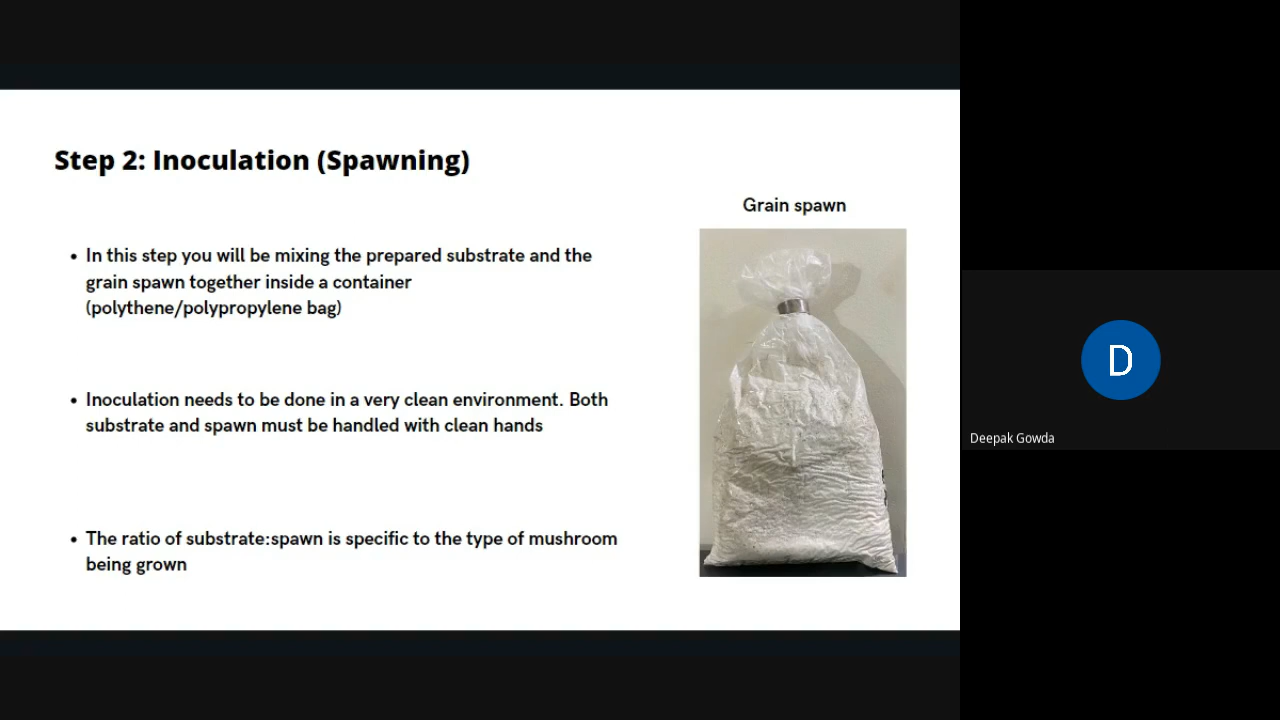 Step 2: Inoculation (Spawning)
Grain spawn
• In this step you will be mixing the prepared substrate and the
grain spawn together inside a container
(polythene/polypropylene bag)
• Inoculation needs to be done in a very clean environment. Both
substrate and spawn must be handled with clean hands
• The ratio of substrate:spawn is specific to the type of mushroom
being grown
D
Deepak Gowda